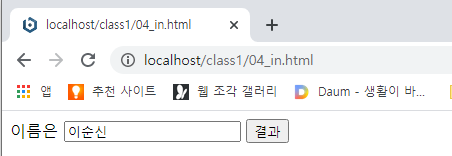 localhost/class1/04_in.html
localhost/class1/04_in.html
앱 추천 사이트 웹 조각 갤러리 Daum - 생활이 바...
이름은 이순신 결과